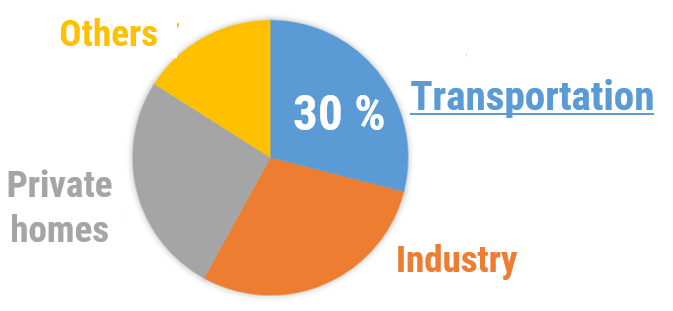 Others
30 %
Transportation
Private
homes
Industry